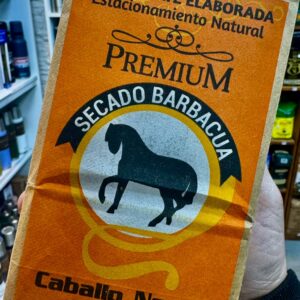 ELABORADA
Estacionamiento Natural
PREMIUM
SECADO BARBACUA
Caballo